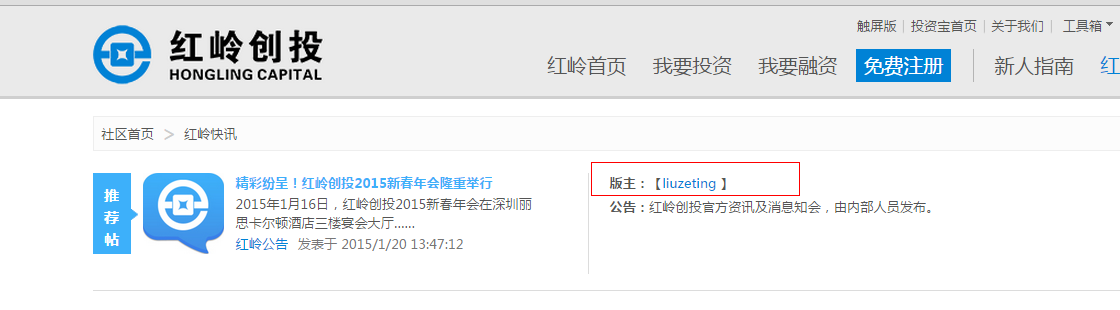 触屏版 | 投资宝首页 | 关于我们 | 工具箱
红岭创投
HONGLING CAPITAL
红岭首页 我要投资 我要融资 免费注册 新人指南 红
社区首页 > 红岭快讯
推荐帖
精彩纷呈！红岭创投2015新春年会隆重举行
2015年1月16日，红岭创投2015新春年会在深圳丽
思卡尔顿酒店三楼宴会大厅......
红岭公告 发表于 2015/1/20 13:47:12
版主：【liuzeting 】
公告：红岭创投官方资讯及消息知会，由内部人员发布。